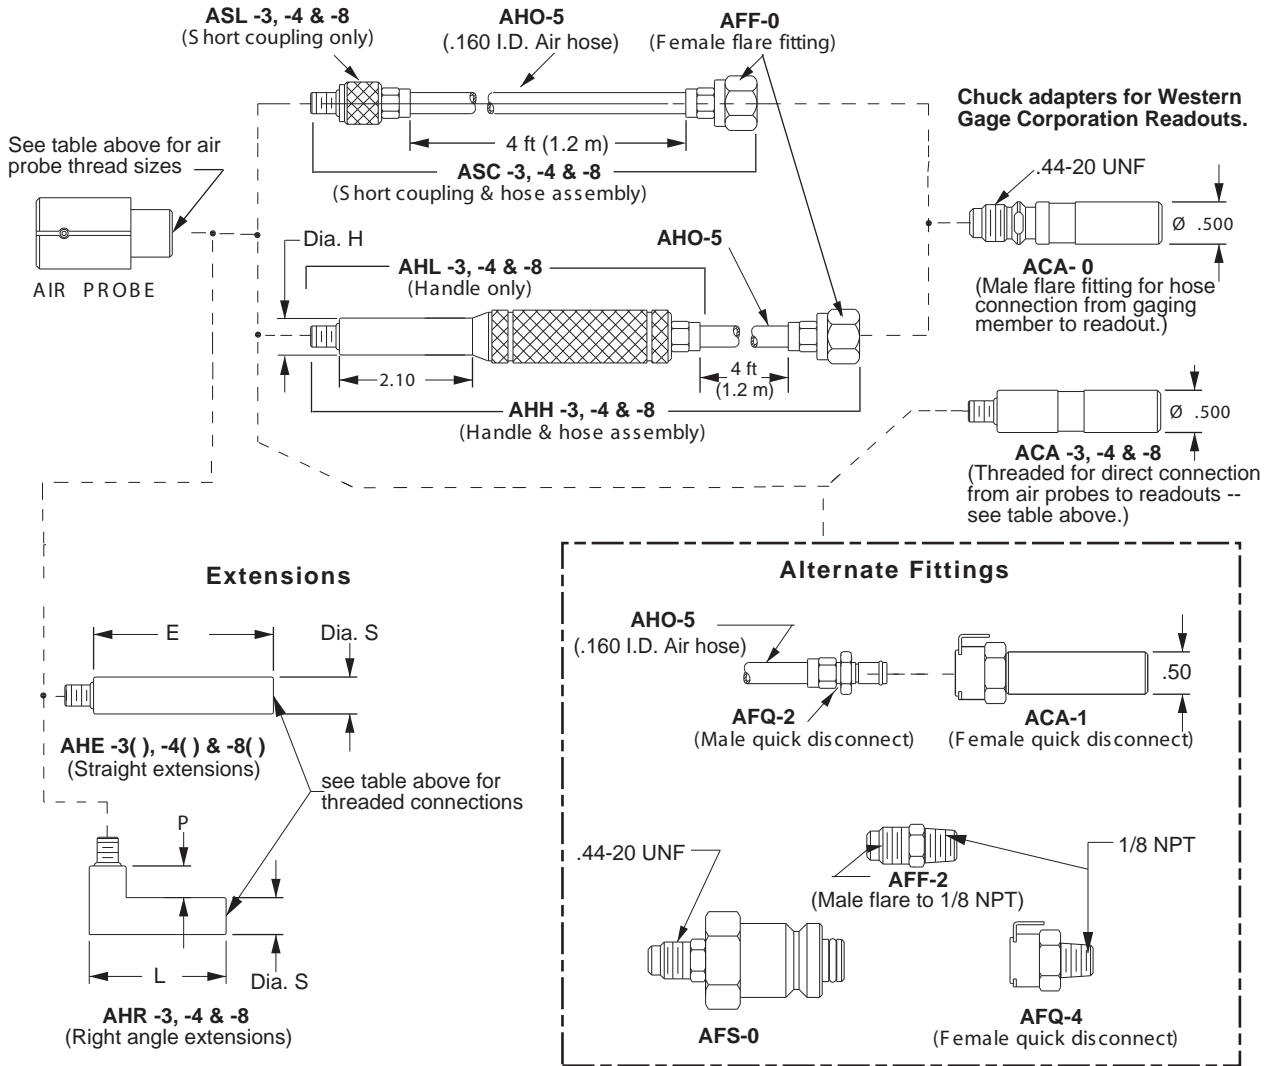 ASL -3, -4 & -8
(Short coupling only)
AHO-5
(.160 I.D. Air hose)
AFF-0
(Female flare fitting)
4 ft (1.2 m)
ASC -3, -4 & -8
(Short coupling & hose assembly)
See table above for air
probe thread sizes
AIR PROBE
Chuck adapters for Western
Gage Corporation Readouts.
.44-20 UNF
Ø .500
ACA- 0
(Male flare fitting for hose
connection from gaging
member to readout.)
Dia. H
AHL -3, -4 & -8
(Handle only)
AHO-5
2.10
4 ft
(1.2 m)
AHH -3, -4 & -8
(Handle & hose assembly)
Ø .500
ACA -3, -4 & -8
(Threaded for direct connection
from air probes to readouts --
see table above.)
Extensions
E
Dia. S
AHE -3( ), -4( ) & -8( )
(Straight extensions)
see table above for
threaded connections
P
L
Dia. S
AHR -3, -4 & -8
(Right angle extensions)
Alternate Fittings
AHO-5
(.160 I.D. Air hose)
AFQ-2
(Male quick disconnect)
.50
ACA-1
(Female quick disconnect)
.44-20 UNF
AFF-2
(Male flare to 1/8 NPT)
1/8 NPT
AFS-0
AFQ-4
(Female quick disconnect)